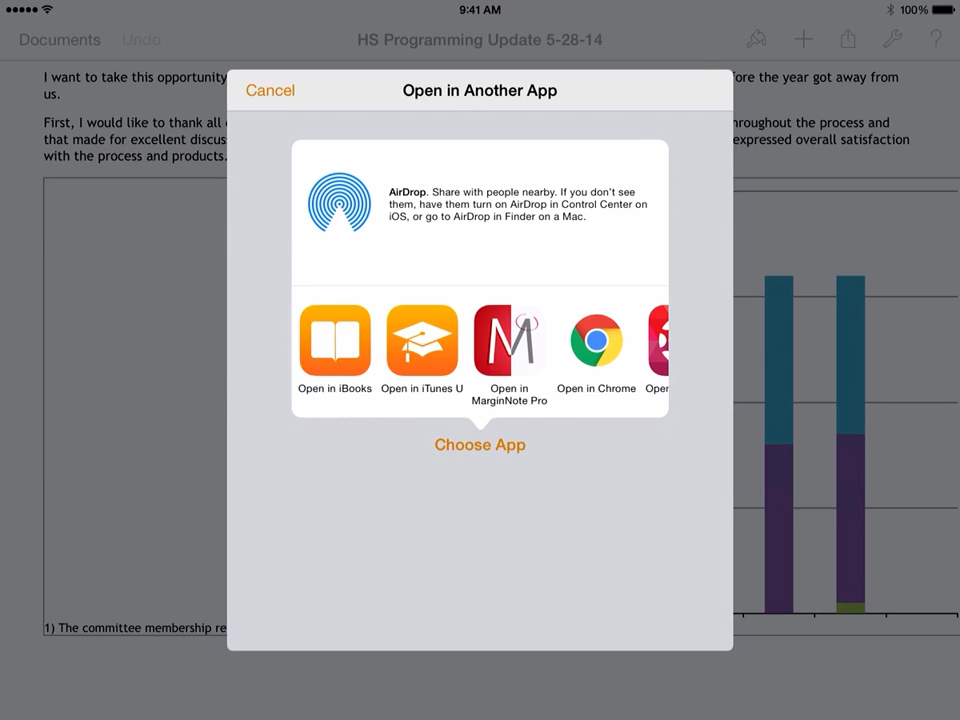 9:41 AM
100%
Documents Undo HS Programming Update 5-28-14 ?
I want to take this opportunity
fore the year got away from
us.
First, I would like to thank all
hroughout the process and
that made for excellent discus
expressed overall satisfaction
with the process and products.
Cancel Open in Another App
AirDrop. Share with people nearby. If you don't see
them, have them turn on AirDrop in Control Center on
iOS, or go to AirDrop in Finder on a Mac.
Open in iBooks
Open in iTunes U
Open in
MarginNote Pro
Open in Chrome
Oper
Choose App
1) The committee membership re